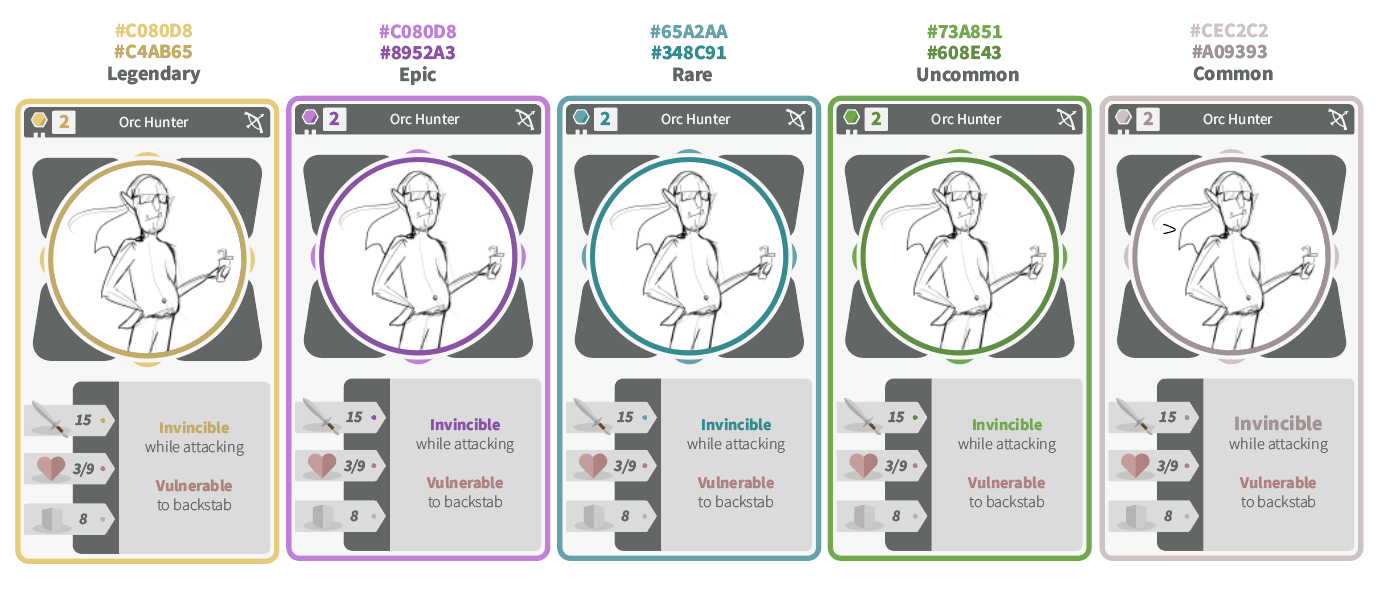 #C080D8
#C4AB65
Legendary
2
Orc Hunter
15
3/9
8
Invincible
while attacking
Vulnerable
to backstab
#C080D8
#8952A3
Epic
2
Orc Hunter
15
3/9
8
Invincible
while attacking
Vulnerable
to backstab
#65A2AA
#348C91
Rare
2
Orc Hunter
15
3/9
8
Invincible
while attacking
Vulnerable
to backstab
#73A851
#608E43
Uncommon
2
Orc Hunter
15
3/9
8
Invincible
while attacking
Vulnerable
to backstab
#CEC2C2
#A09393
Common
2
Orc Hunter
15
3/9
8
Invincible
while attacking
Vulnerable
to backstab